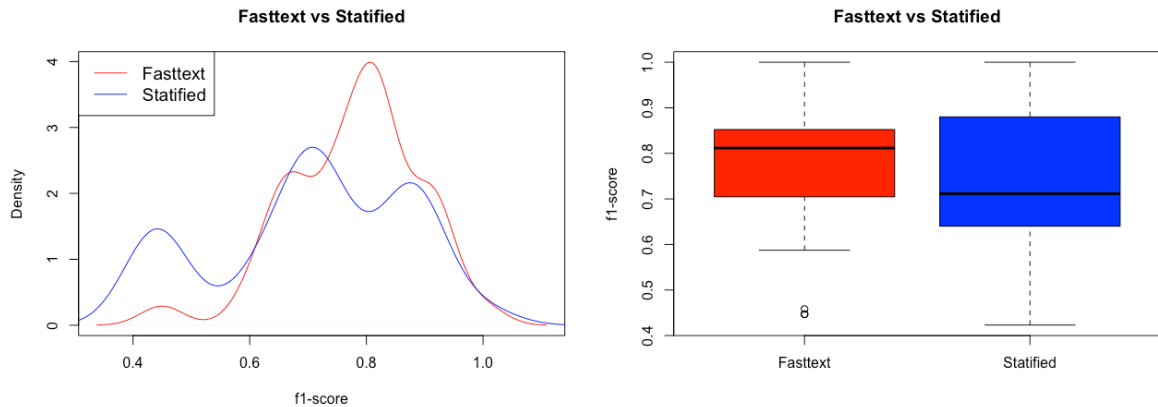 Fasttext vs Statified
Fasttext
Statified
Density
0
1
2
3
4
0.4 0.6 0.8 1.0
f1-score
Fasttext vs Statified
f1-score
0.4
0.5
0.6
0.7
0.8
0.9
1.0
Fasttext Statified